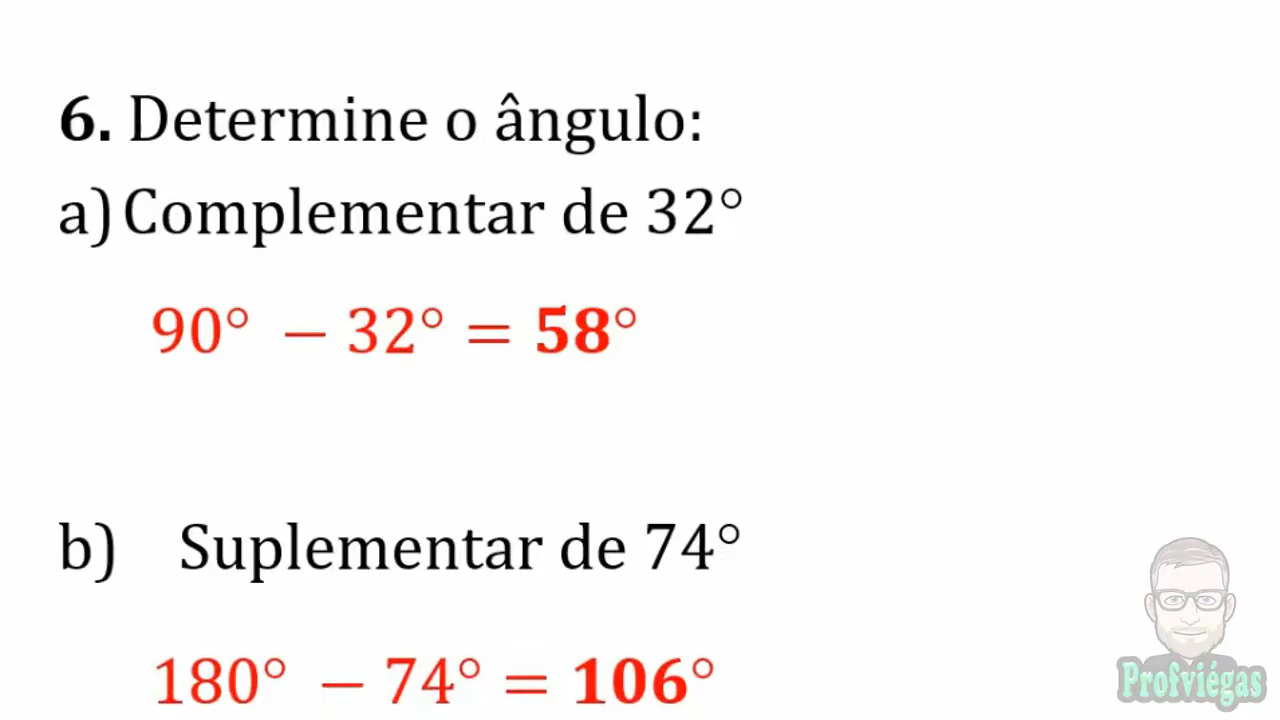 6. Determine o ângulo:
a) Complementar de 32°
90° − 32° = 58°
b) Suplementar de 74°
180° − 74° = 106°
Profviégas